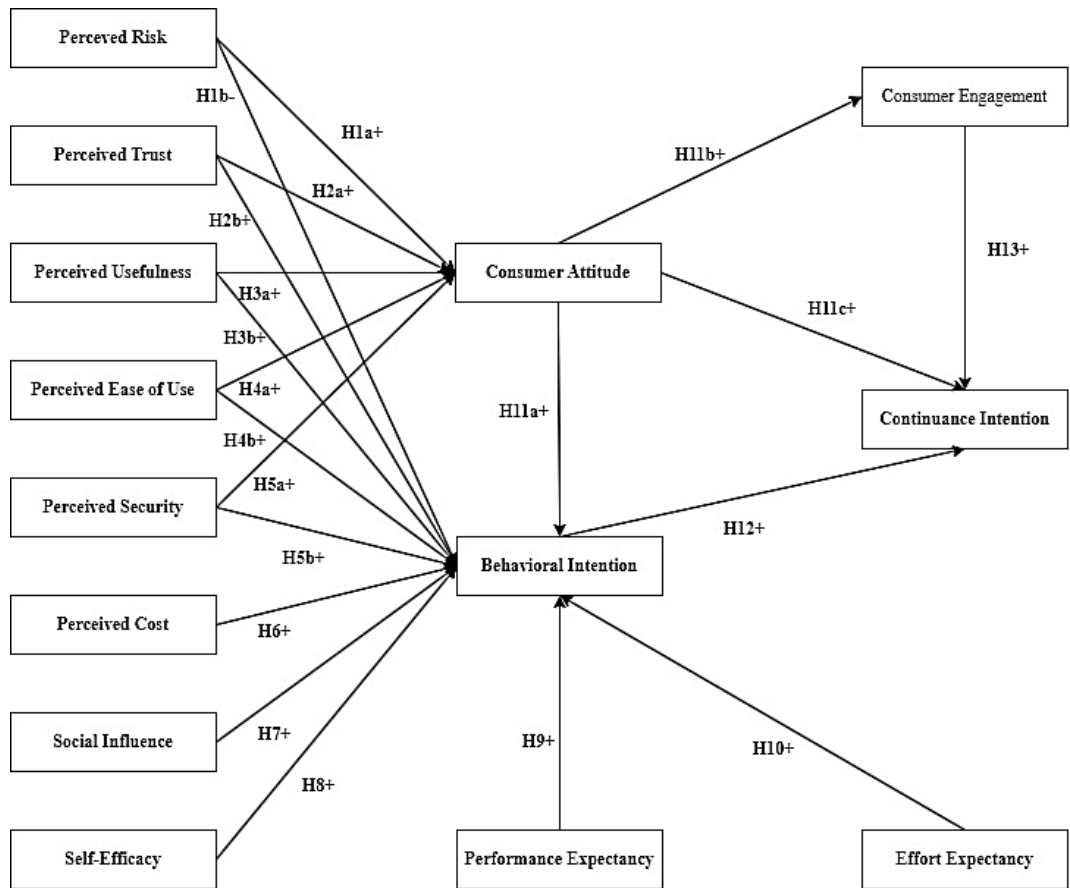 Perceved Risk
H1b-
H1a+
Consumer Engagement
Perceived Trust
H11b+
H2a+
H2b+
Perceived Usefulness
Consumer Attitude
H13+
H3a+
H11c+
H3b+
Perceived Ease of Use
H4a+
H11a+
Continuance Intention
H4b+
H5a+
Perceived Security
H12+
H5b+
Behavioral Intention
Perceived Cost
H6+
Social Influence
H7+
H9+
H10+
H8+
Self-Efficacy
Performance Expectancy
Effort Expectancy